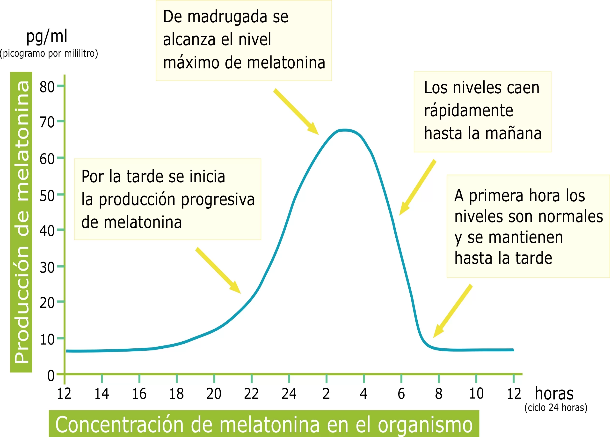 De madrugada se
alcanza el nivel
máximo de melatonina
pg/ml
(picogramo por mililitro)
Los niveles caen
rápidamente
hasta la mañana
Por la tarde se inicia
la producción progresiva
de melatonina
A primera hora los
niveles son normales
y se mantienen
hasta la tarde
Producción de melatonina
80
70
60
50
40
30
20
10
0
12 14 16 18 20 22 24 2 4 6 8 10 12
horas
(ciclo 24 horas)
Concentración de melatonina en el organismo